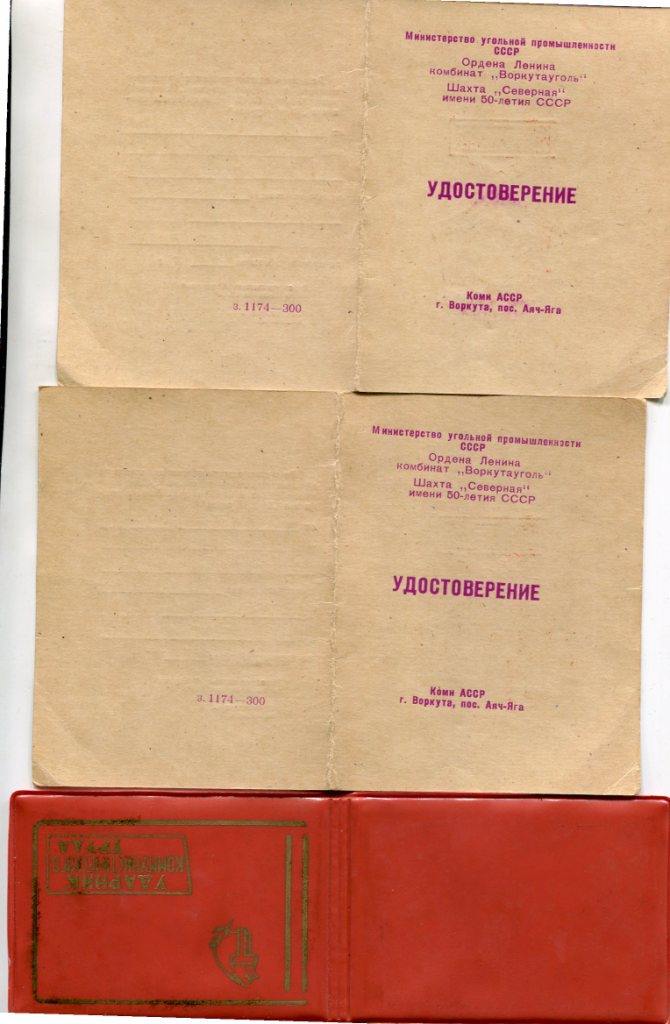 Министерство угольной промышленности
СССР
Ордена Ленина
комбинат ,,Воркутауголь“
Шахта ,,Северная“
имени 50-летия СССР
УДОСТОВЕРЕНИЕ
Коми АССР
г. Воркута, пос. Аяч-Яга
з. 1174—300
Министерство угольной промышленности
СССР
Ордена Ленина
комбинат ,,Воркутауголь“
Шахта ,,Северная“
имени 50-летия СССР
УДОСТОВЕРЕНИЕ
Коми АССР
г. Воркута, пос. Аяч-Яга
з. 1174—300
УДАРНИК
КОММУНИСТИЧЕСКОГО
ТРУДА